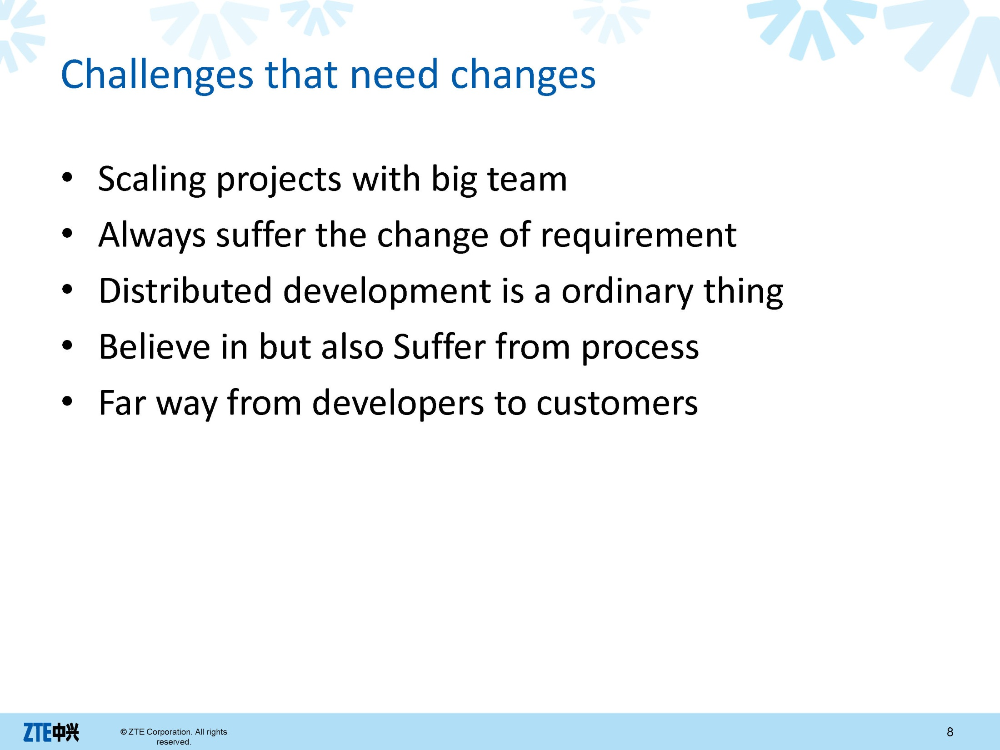 Challenges that need changes
• Scaling projects with big team
• Always suffer the change of requirement
• Distributed development is a ordinary thing
• Believe in but also Suffer from process
• Far way from developers to customers
ZTE中兴
© ZTE Corporation. All rights
reserved.
8